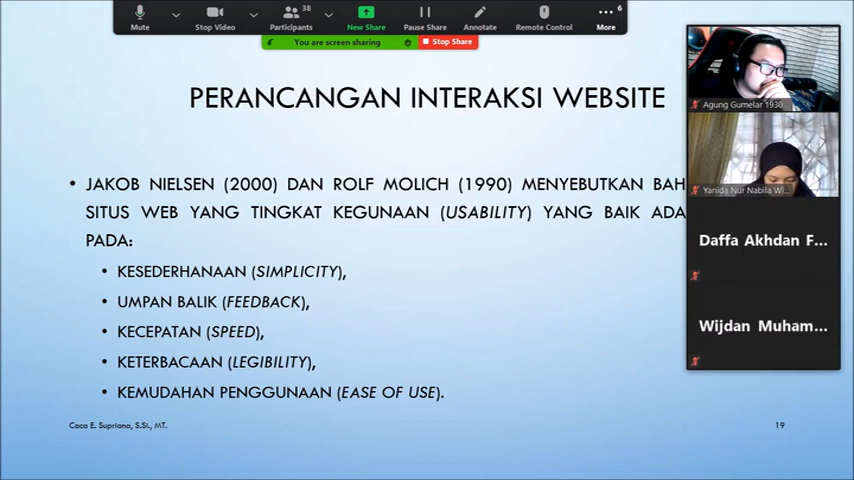 38
6
Mute
Stop Video
Participants
New Share
Pause Share
Annotate
Remote Control
More
You are screen sharing
Stop Share
PERANCANGAN INTERAKSI WEBSITE
• JAKOB NIELSEN (2000) DAN ROLF MOLICH (1990) MENYEBUTKAN BAH
SITUS WEB YANG TINGKAT KEGUNAAN (USABILITY) YANG BAIK ADA
PADA:
• KESEDERHANAAN (SIMPLICITY),
• UMPAN BALIK (FEEDBACK),
• KECEPATAN (SPEED),
• KETERBACAAN (LEGIBILITY),
• KEMUDAHAN PENGGUNAAN (EASE OF USE).
Caca E. Supriana, S.Si., MT.
19
Agung Gumelar 1930...
Yanida Nur Nabila Wi...
Daffa Akhdan F...
Wijdan Muham...